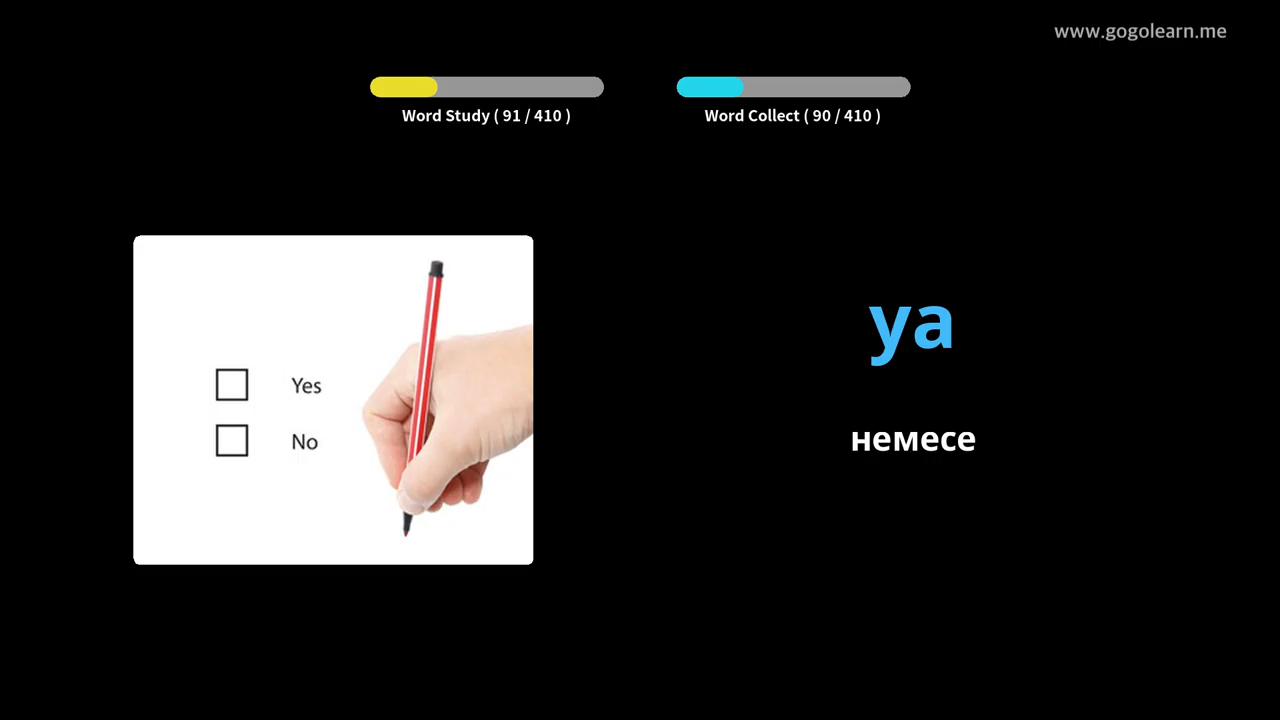 www.gogolearn.me
Word Study ( 91 / 410 )
Word Collect ( 90 / 410 )
Yes
No
ya
немесе